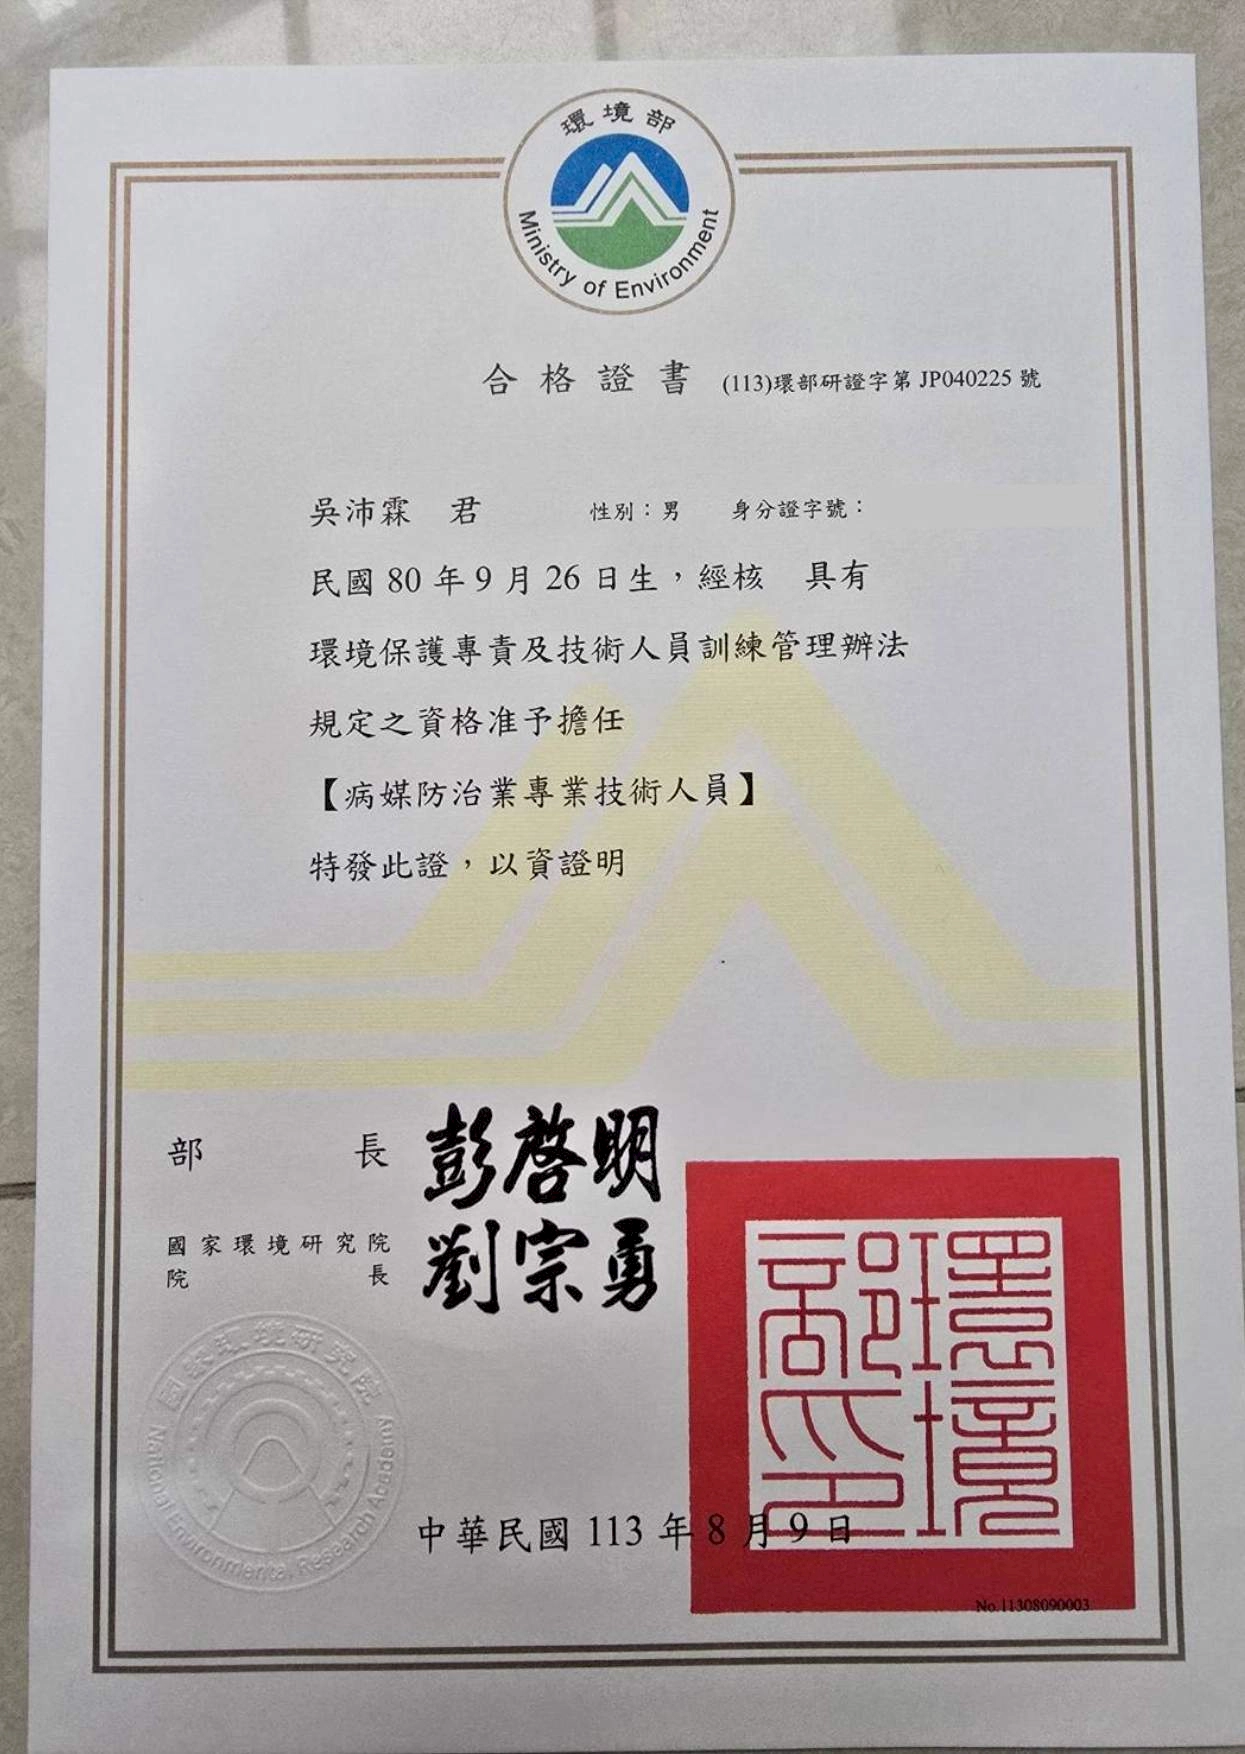 環境部
Ministry of Environment
合格證書 (113)環部研證字第 JP040225 號
吳沛霖 君 性別：男 身分證字號：
民國 80 年 9 月 26 日生，經核 具有
環境保護專責及技術人員訓練管理辦法
規定之資格准予擔任
【病媒防治業專業技術人員】
特發此證，以資證明
部長 彭啓明
國家環境研究院
院長 劉宗勇
國家環境研究院
National Environmental Research Academy
環境部印
中華民國 113 年 8 月 9 日
No.11308090003